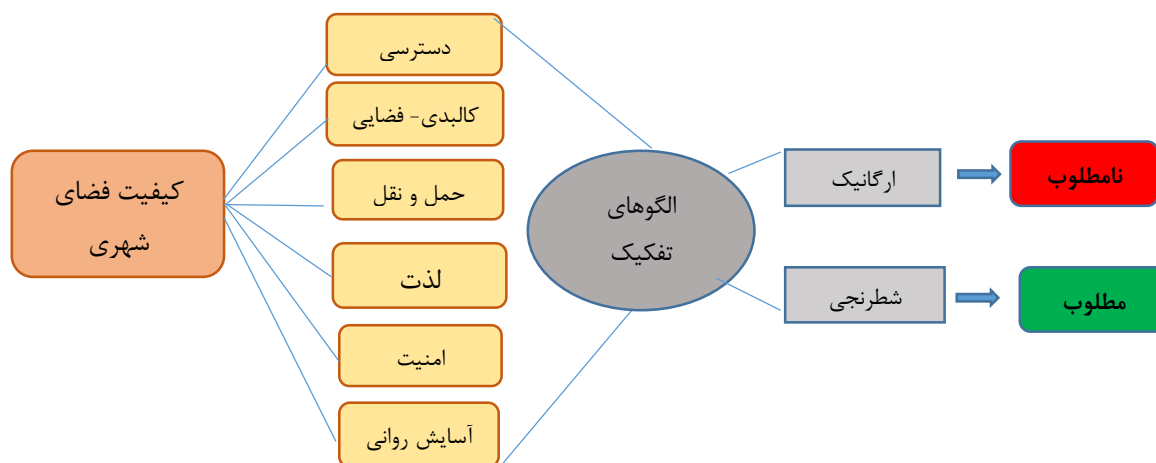 کیفیت فضای
شهری
دسترسی
کالبدی- فضایی
حمل و نقل
لذت
امنیت
آسایش روانی
الگوهای
تفکیک
ارگانیک
نامطلوب
شطرنجی
مطلوب